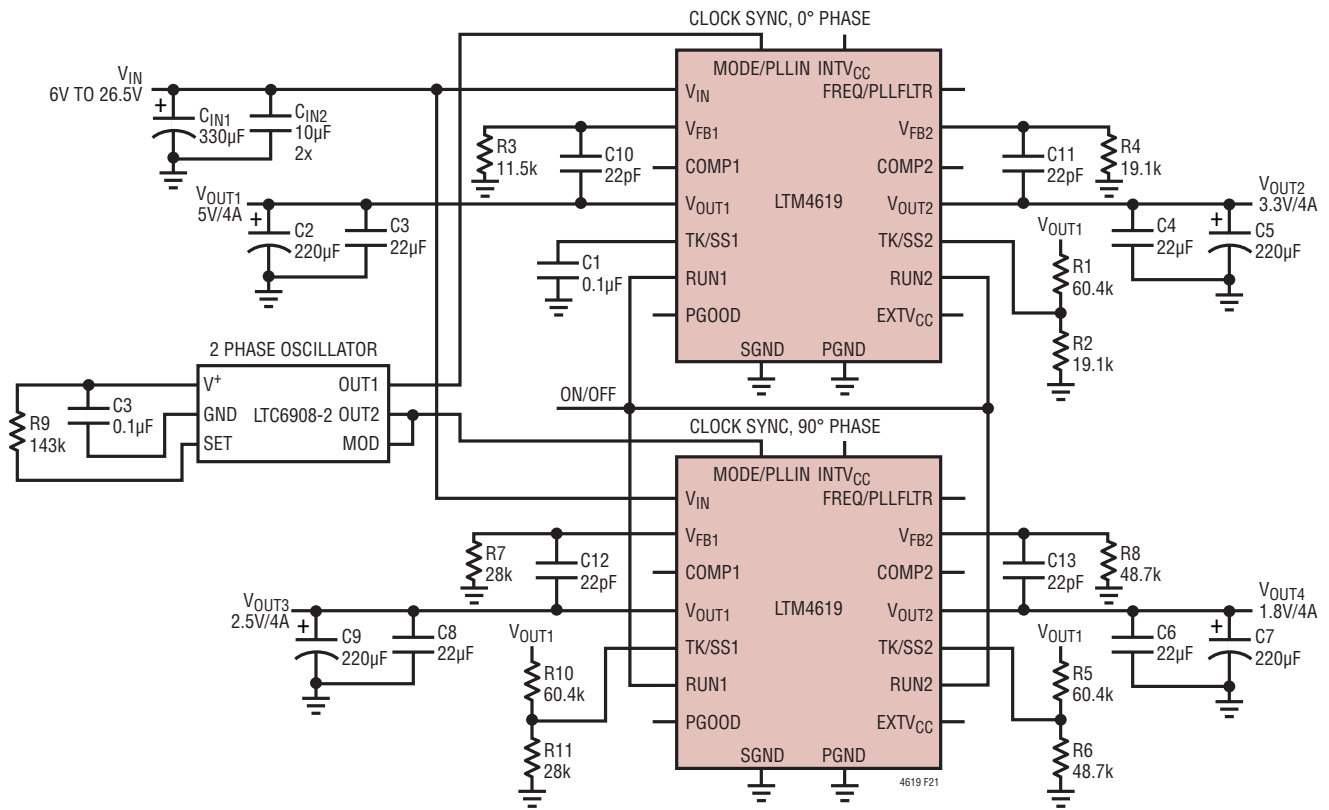 CLOCK SYNC, 0° PHASE
VIN
6V TO 26.5V
+
CIN1
330µF
CIN2
10µF
2x
MODE/PLLIN INTVCC
VIN
FREQ/PLLFLTR
VFB1
VFB2
COMP1
COMP2
LTM4619
VOUT1
VOUT2
TK/SS1
TK/SS2
RUN1
RUN2
PGOOD
EXTVCC
SGND
PGND
R3
11.5k
C10
22pF
VOUT1
5V/4A
+
C2
220µF
C3
22µF
C1
0.1µF
C11
22pF
R4
19.1k
VOUT2
3.3V/4A
VOUT1
R1
60.4k
R2
19.1k
C4
22µF
+
C5
220µF
2 PHASE OSCILLATOR
V+
GND
SET
LTC6908-2
OUT1
OUT2
MOD
R9
143k
C3
0.1µF
ON/OFF
CLOCK SYNC, 90° PHASE
MODE/PLLIN INTVCC
VIN
FREQ/PLLFLTR
VFB1
VFB2
COMP1
COMP2
LTM4619
VOUT1
VOUT2
TK/SS1
TK/SS2
RUN1
RUN2
PGOOD
EXTVCC
SGND
PGND
R7
28k
C12
22pF
VOUT3
2.5V/4A
+
C9
220µF
C8
22µF
VOUT1
R10
60.4k
R11
28k
C13
22pF
R8
48.7k
VOUT4
1.8V/4A
VOUT1
R5
60.4k
R6
48.7k
C6
22µF
+
C7
220µF
4619 F21